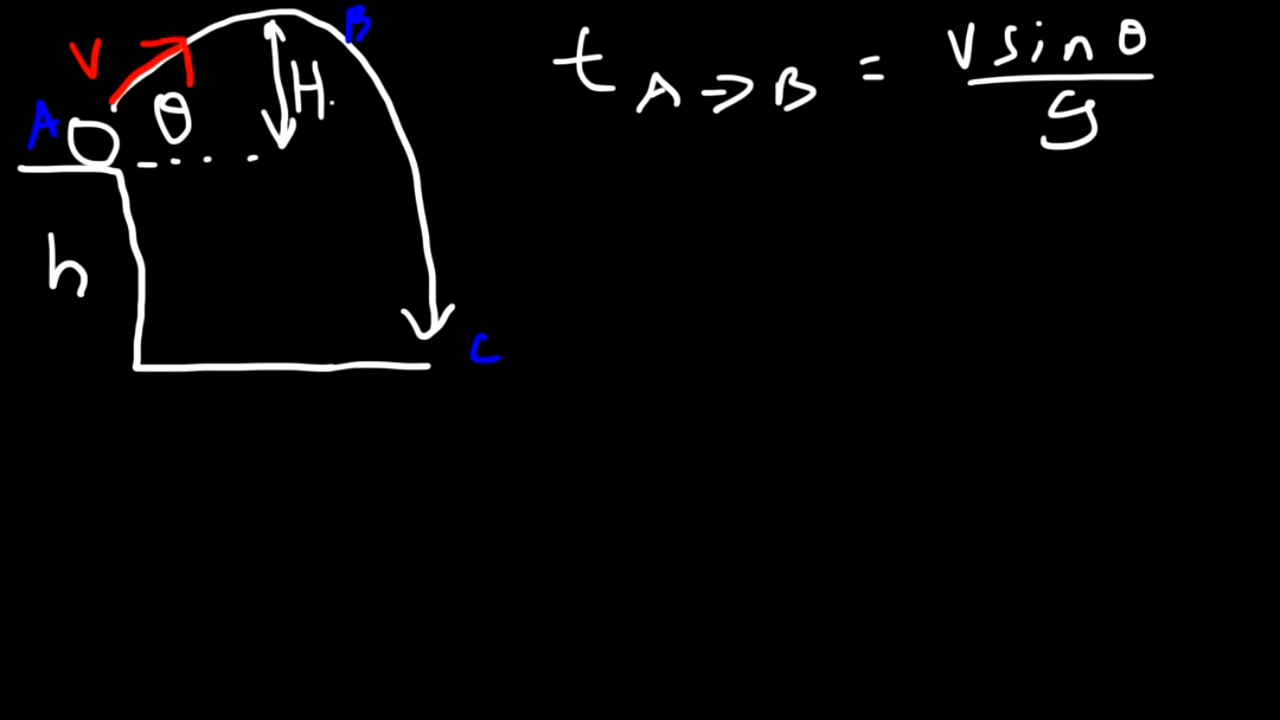 B
V
H.
A
θ
h
C
t A->B = V sin θ / g